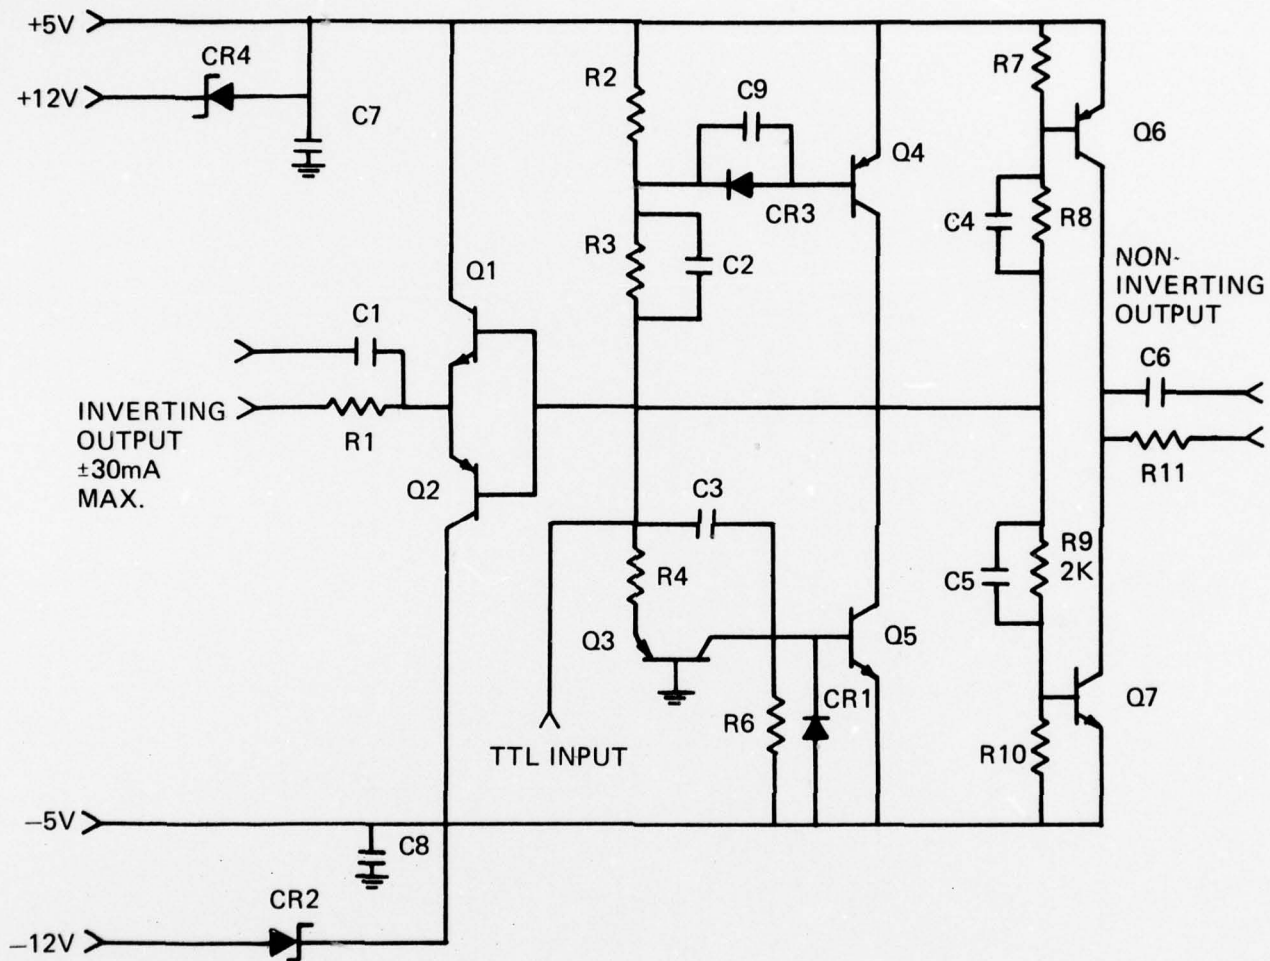 +5V
CR4
+12V
C7
R2
C9
Q4
CR3
R7
Q6
C4
R8
R3
C2
Q1
C1
NON-
INVERTING
OUTPUT
C6
INVERTING
OUTPUT
±30mA
MAX.
R1
Q2
R11
C3
R4
Q3
Q5
C5
R9
2K
CR1
R6
TTL INPUT
Q7
R10
−5V
C8
CR2
−12V